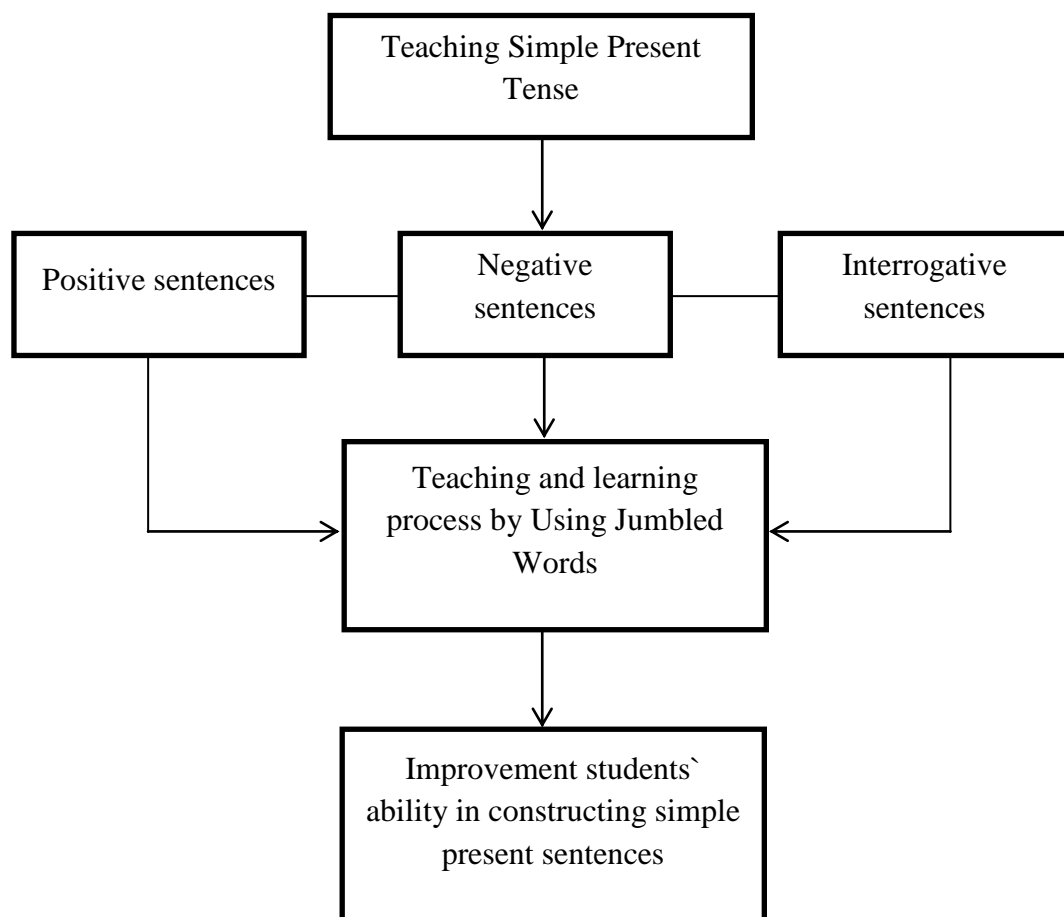 Teaching Simple Present
Tense
Positive sentences
Negative
sentences
Interrogative
sentences
Teaching and learning
process by Using Jumbled
Words
Improvement students`
ability in constructing simple
present sentences